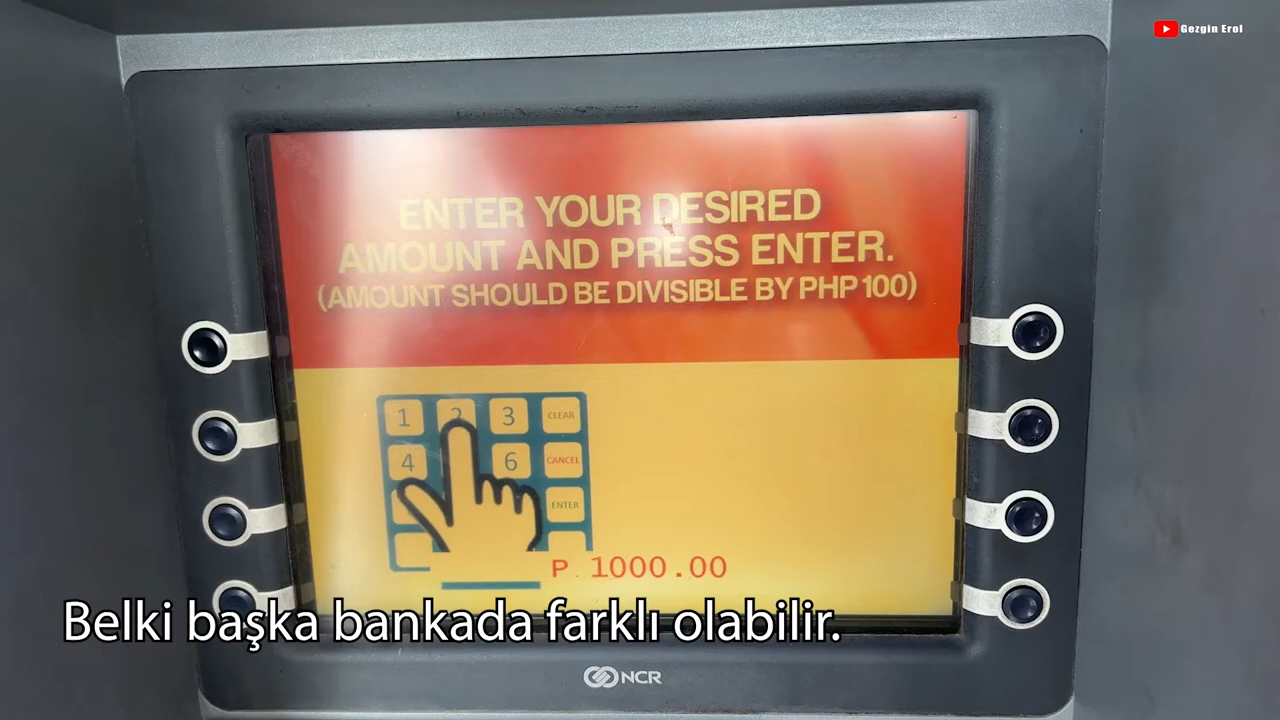 Gezgin Erol
ENTER YOUR DESIRED
AMOUNT AND PRESS ENTER.
(AMOUNT SHOULD BE DIVISIBLE BY PHP 100)
1 2 3 CLEAR
4 6 CANCEL
ENTER
P 1000.00
Belki başka bankada farklı olabilir.
NCR